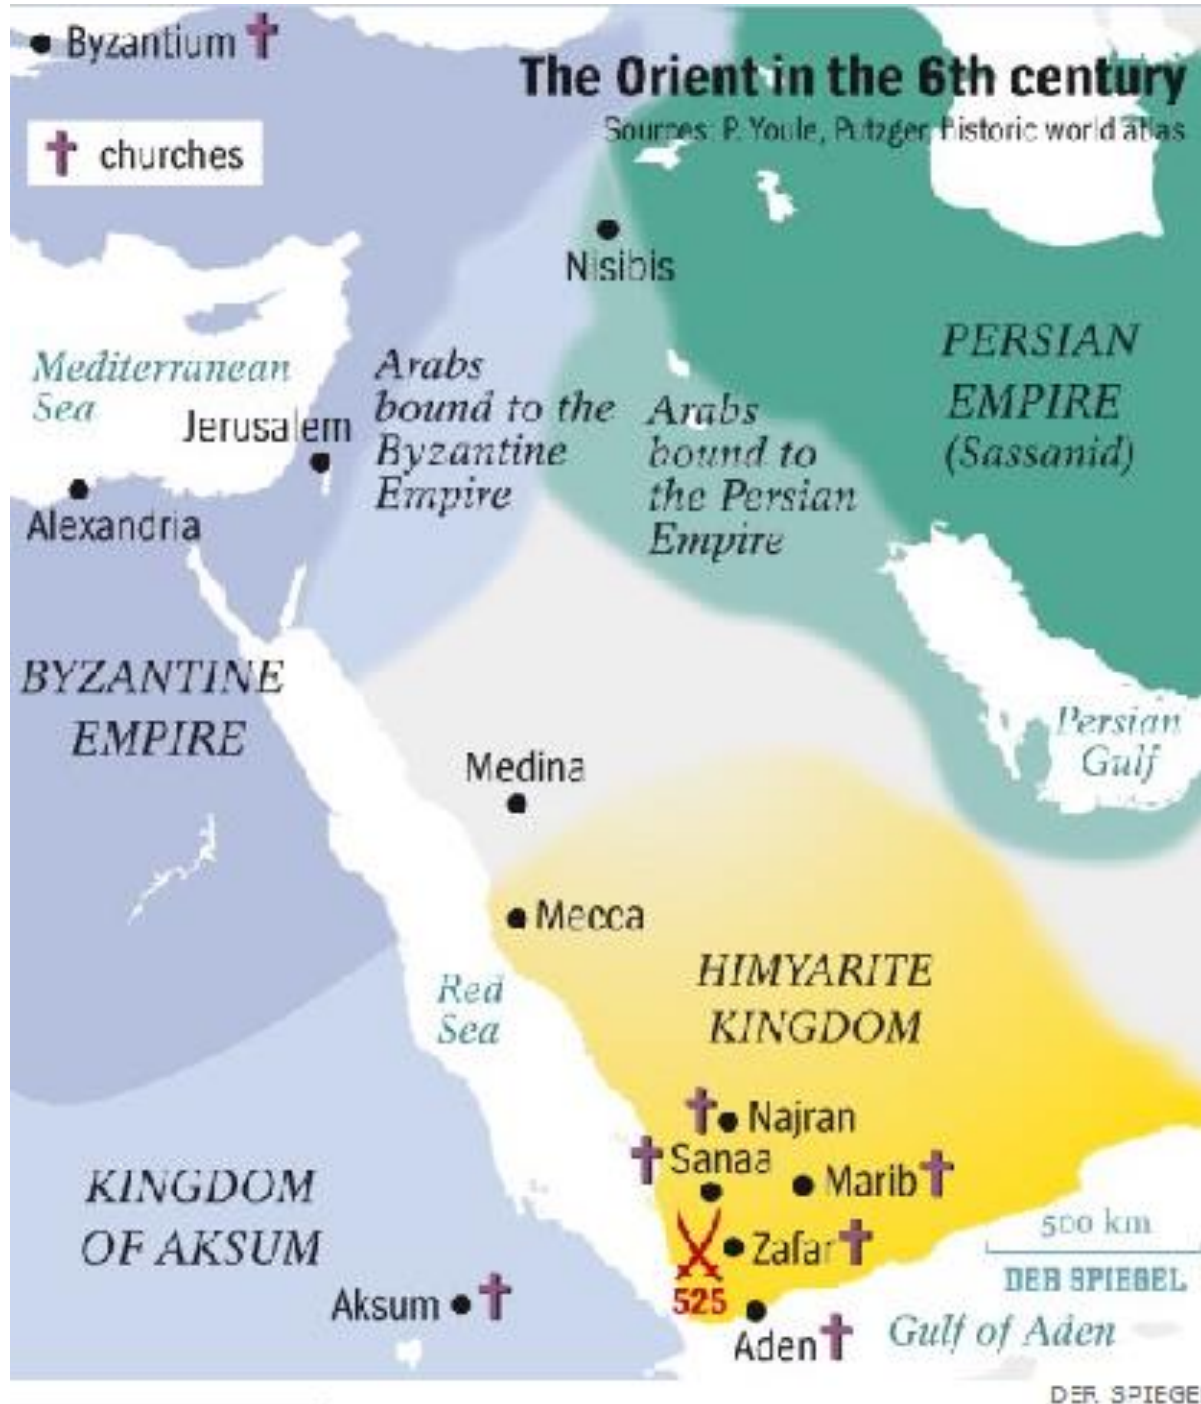 Byzantium
The Orient in the 6th century
Sources: P. Youle, Putzger, historic world atlas
churches
Nisibis
Mediterranean
Sea
Jerusalem
Alexandria
Arabs
bound to the
Byzantine
Empire
Arabs
bound to
the Persian
Empire
PERSIAN
EMPIRE
(Sassanid)
BYZANTINE
EMPIRE
Persian
Gulf
Medina
Mecca
Red
Sea
HIMYARITE
KINGDOM
Najran
Sanaa
Marib
Zafar
525
Aden
KINGDOM
OF AKSUM
Aksum
500 km
DER SPIEGEL
Gulf of Aden
DER SPIEGE